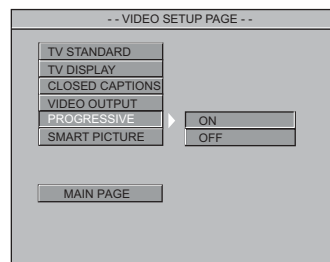 - - VIDEO SETUP PAGE - -
TV STANDARD
TV DISPLAY
CLOSED CAPTIONS
VIDEO OUTPUT
PROGRESSIVE
ON
SMART PICTURE
OFF
MAIN PAGE